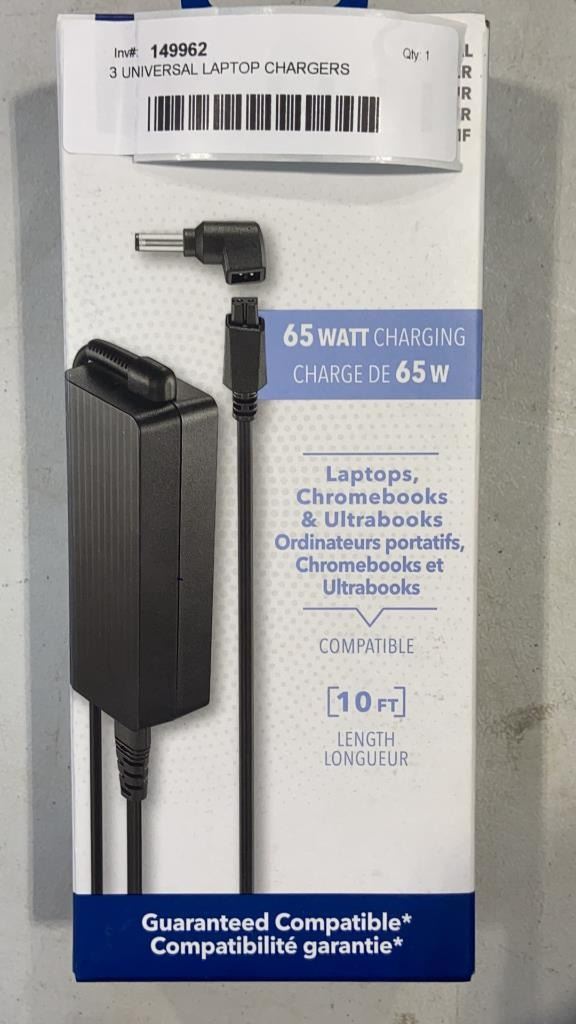 Inv#: 149962 Qty: 1
3 UNIVERSAL LAPTOP CHARGERS
65 WATT CHARGING
CHARGE DE 65 W
Laptops,
Chromebooks
& Ultrabooks
Ordinateurs portatifs,
Chromebooks et
Ultrabooks
COMPATIBLE
[10 FT]
LENGTH
LONGUEUR
Guaranteed Compatible*
Compatibilité garantie*